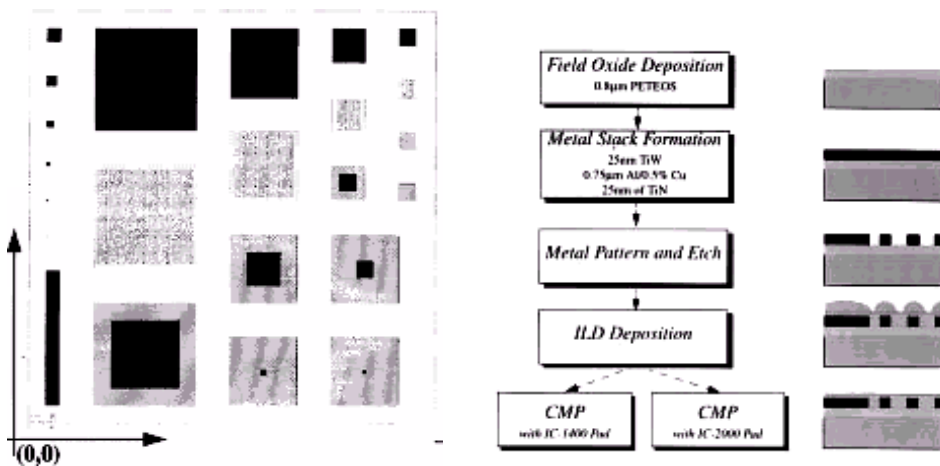 Field Oxide Deposition
0.8µm PETEOS
Metal Stack Formation
25nm TiW
0.75µm Al/0.5% Cu
25nm of TiN
Metal Pattern and Etch
ILD Deposition
CMP
with IC-1400 Pad
CMP
with IC-2000 Pad
(0,0)